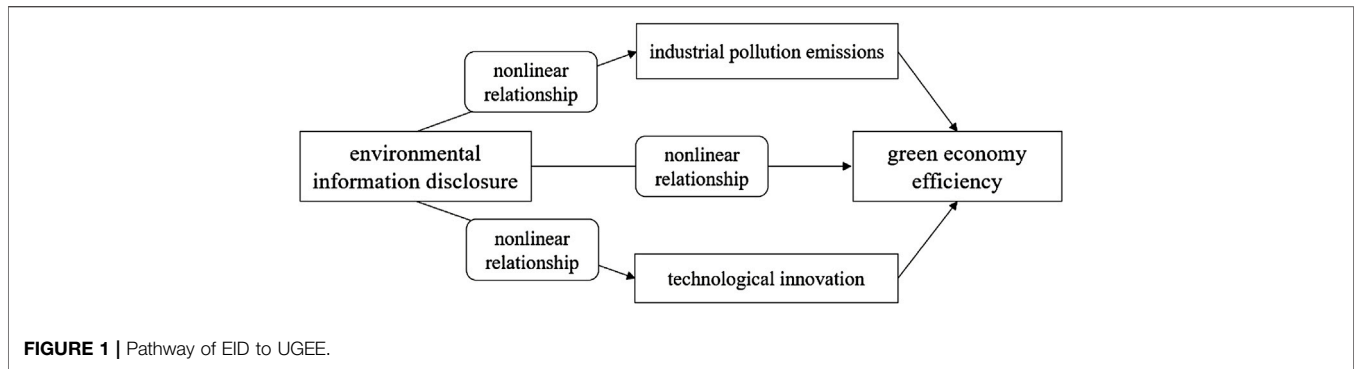 industrial pollution emissions
nonlinear
relationship
environmental
information disclosure
nonlinear
relationship
green economy
efficiency
nonlinear
relationship
technological innovation
FIGURE 1 | Pathway of EID to UGEE.